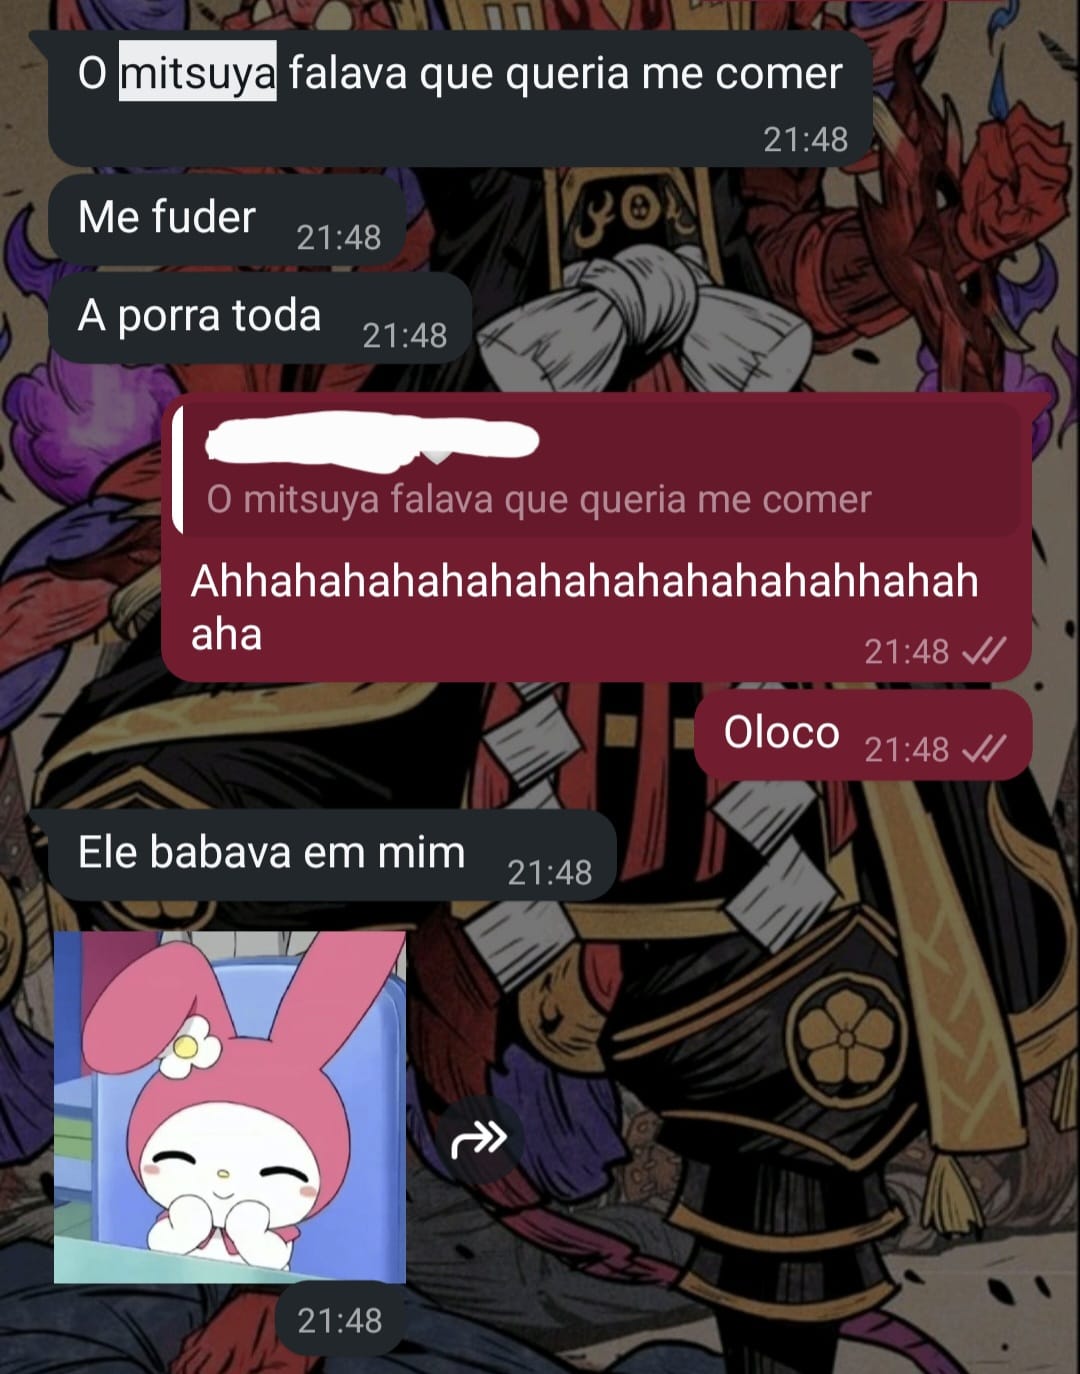 O mitsuya falava que queria me comer
21:48
Me fuder 21:48
A porra toda 21:48
O mitsuya falava que queria me comer
Ahhahahahahahahahahahahahahhahah
aha
21:48
Oloco 21:48
Ele babava em mim 21:48
21:48